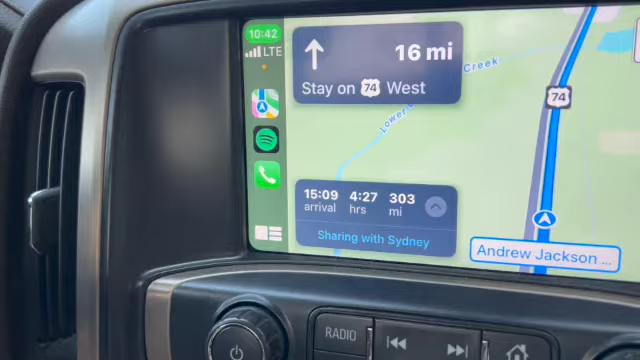 10:42
LTE
16 mi
Stay on 74 West
Creek
Lower
74
15:09 4:27 303
arrival hrs mi
Sharing with Sydney
Andrew Jackson ...
RADIO